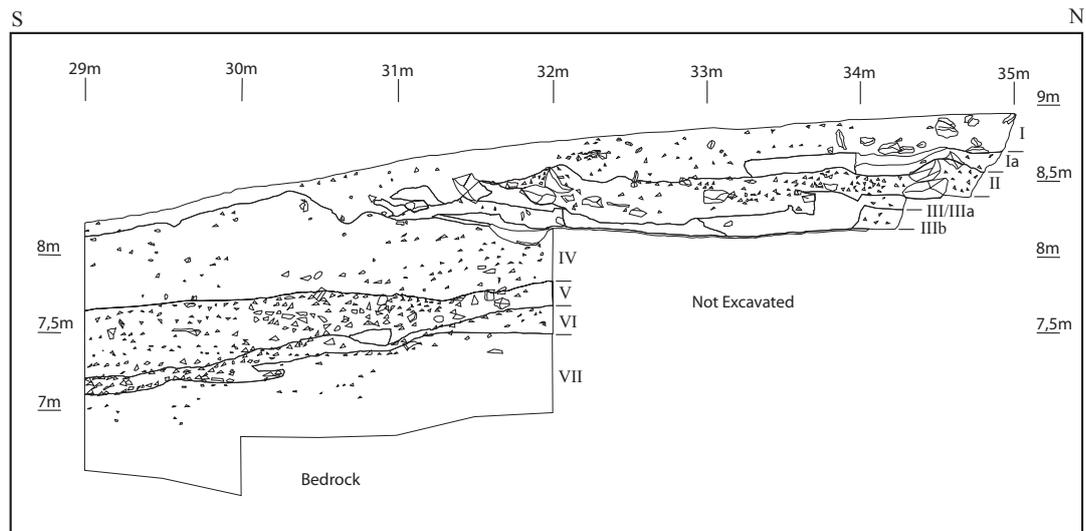 S N
29m 30m 31m 32m 33m 34m 35m
9m
I
Ia
8,5m
II
III/IIIa
IIIb
8m 8m
IV
V
Not Excavated
7,5m 7,5m
VI
VII
7m
Bedrock